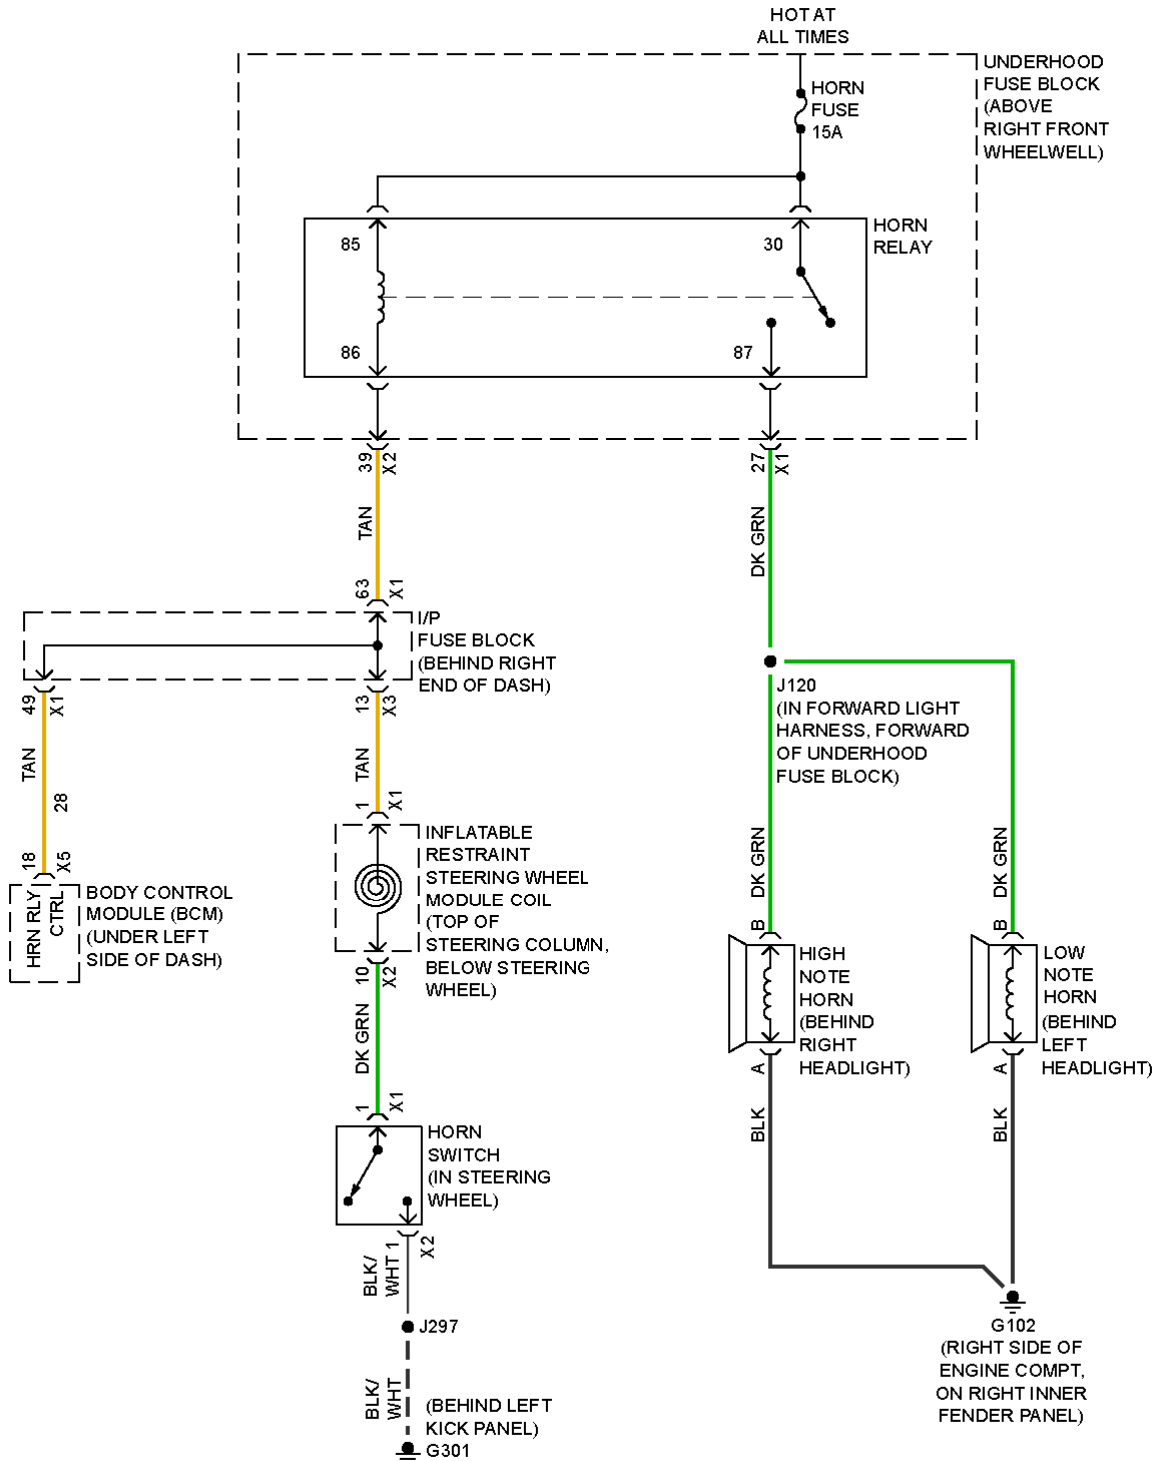 HOT AT
ALL TIMES
UNDERHOOD
FUSE BLOCK
(ABOVE
RIGHT FRONT
WHEELWELL)
HORN
FUSE
15A
HORN
RELAY
85
30
86
87
39
X2
27
X1
TAN
DK GRN
63
X1
I/P
FUSE BLOCK
(BEHIND RIGHT
END OF DASH)
49
X1
13
X3
J120
(IN FORWARD LIGHT
HARNESS, FORWARD
OF UNDERHOOD
FUSE BLOCK)
TAN
28
TAN
1
X1
18
X5
HRN RLY
CTRL
BODY CONTROL
MODULE (BCM)
(UNDER LEFT
SIDE OF DASH)
INFLATABLE
RESTRAINT
STEERING WHEEL
MODULE COIL
(TOP OF
STEERING COLUMN,
BELOW STEERING
WHEEL)
DK GRN
DK GRN
B
B
HIGH
NOTE
HORN
(BEHIND
RIGHT
HEADLIGHT)
LOW
NOTE
HORN
(BEHIND
LEFT
HEADLIGHT)
10
X2
DK GRN
A
A
BLK
BLK
1
X1
HORN
SWITCH
(IN STEERING
WHEEL)
1
X2
BLK/
WHT
J297
BLK/
WHT
(BEHIND LEFT
KICK PANEL)
G301
G102
(RIGHT SIDE OF
ENGINE COMPT,
ON RIGHT INNER
FENDER PANEL)